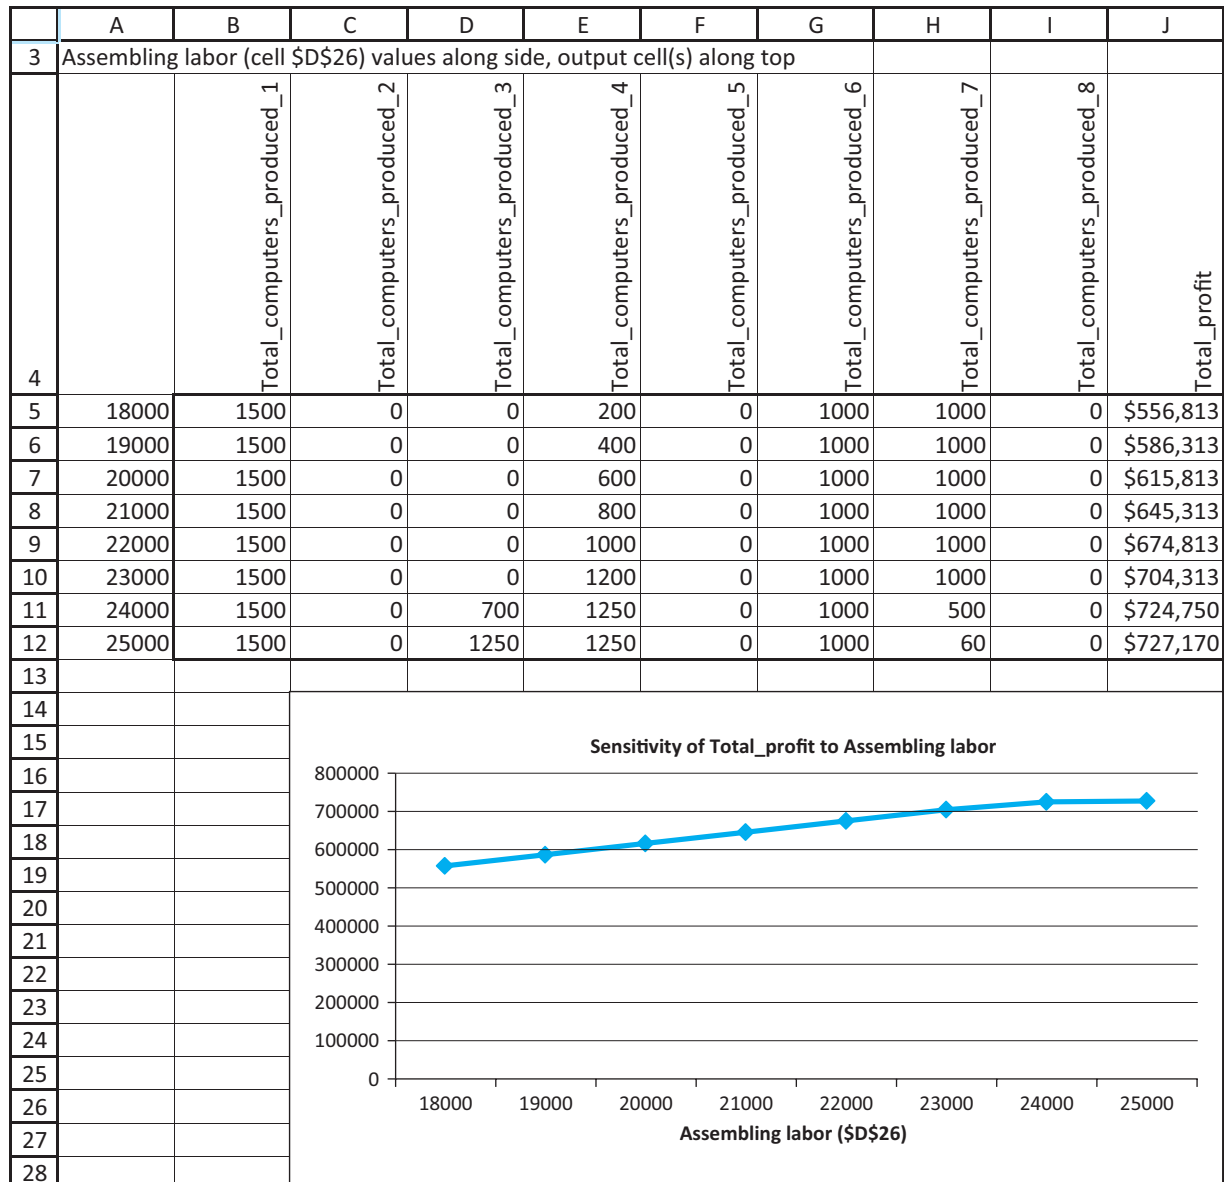 A B C D E F G H I J
3 Assembling labor (cell $D$26) values along side, output cell(s) along top
4 Total_computers_produced_1 Total_computers_produced_2 Total_computers_produced_3 Total_computers_produced_4 Total_computers_produced_5 Total_computers_produced_6 Total_computers_produced_7 Total_computers_produced_8 Total_profit
5 18000 1500 0 0 200 0 1000 1000 0 $556,813
6 19000 1500 0 0 400 0 1000 1000 0 $586,313
7 20000 1500 0 0 600 0 1000 1000 0 $615,813
8 21000 1500 0 0 800 0 1000 1000 0 $645,313
9 22000 1500 0 0 1000 0 1000 1000 0 $674,813
10 23000 1500 0 0 1200 0 1000 1000 0 $704,313
11 24000 1500 0 700 1250 0 1000 500 0 $724,750
12 25000 1500 0 1250 1250 0 1000 60 0 $727,170
13
14
15
16
17
18
19
20
21
22
23
24
25
26
27
28
Sensitivity of Total_profit to Assembling labor
800000
700000
600000
500000
400000
300000
200000
100000
0
18000 19000 20000 21000 22000 23000 24000 25000
Assembling labor ($D$26)